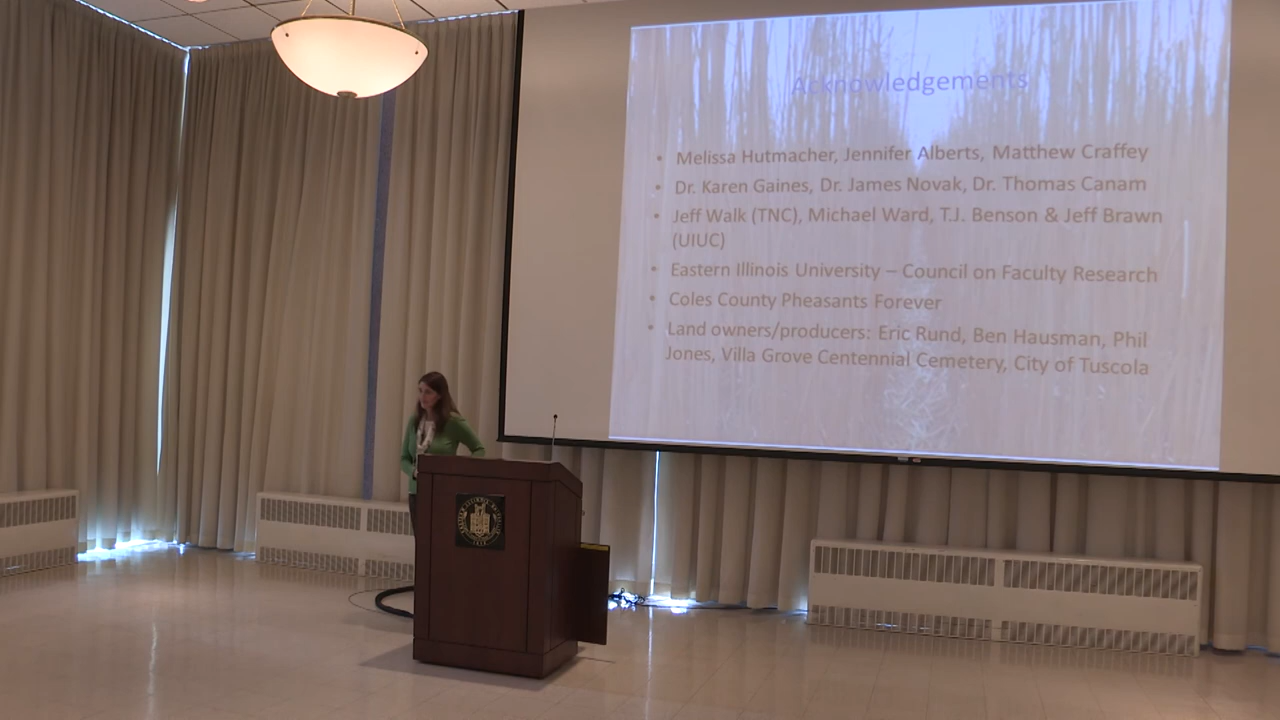 Acknowledgements
• Melissa Hutmacher, Jennifer Alberts, Matthew Craffey
• Dr. Karen Gaines, Dr. James Novak, Dr. Thomas Canam
• Jeff Walk (TNC), Michael Ward, T.J. Benson & Jeff Brawn
(UIUC)
• Eastern Illinois University – Council on Faculty Research
• Coles County Pheasants Forever
• Land owners/producers: Eric Rund, Ben Hausman, Phil
Jones, Villa Grove Centennial Cemetery, City of Tuscola